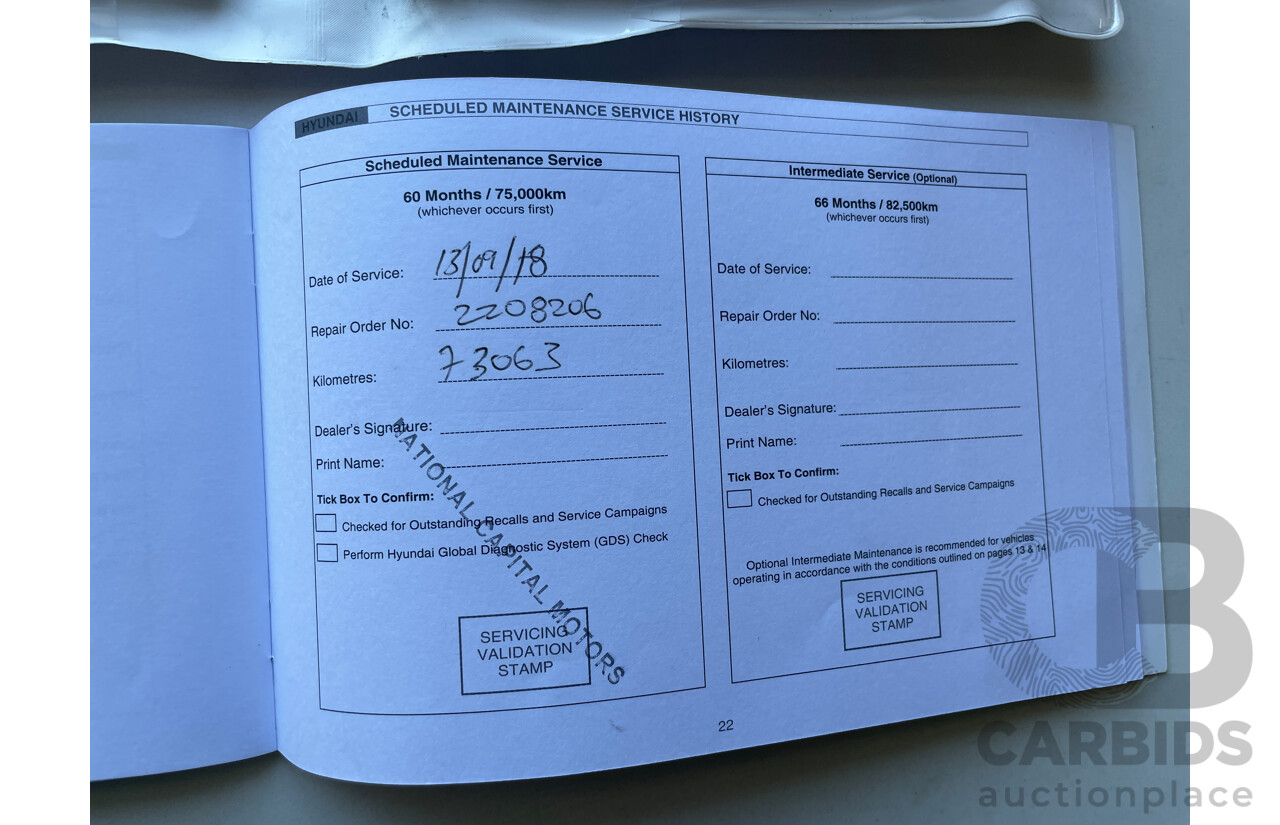 HYUNDAI SCHEDULED MAINTENANCE SERVICE HISTORY
Scheduled Maintenance Service
60 Months / 75,000km
(whichever occurs first)
Date of Service: 13/09/18
Repair Order No: 2208206
Kilometres: 73063
Dealer's Signature:
Print Name:
Tick Box To Confirm:
Checked for Outstanding Recalls and Service Campaigns
Perform Hyundai Global Diagnostic System (GDS) Check
NATIONAL CAPITAL MOTORS
SERVICING
VALIDATION
STAMP
Intermediate Service (Optional)
66 Months / 82,500km
(whichever occurs first)
Date of Service:
Repair Order No:
Kilometres:
Dealer's Signature:
Print Name:
Tick Box To Confirm:
Checked for Outstanding Recalls and Service Campaigns
Optional Intermediate Maintenance is recommended for vehicles
operating in accordance with the conditions outlined on pages 13 & 14
SERVICING
VALIDATION
STAMP
22
CB
CARBIDS
auctionplace